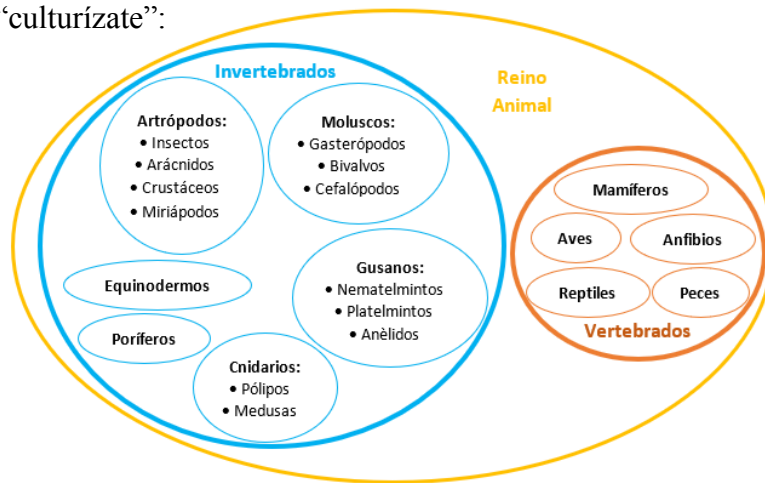 “culturízate”:
Invertebrados
Reino
Animal
Artrópodos:
• Insectos
• Arácnidos
• Crustáceos
• Miriápodos
Moluscos:
• Gasterópodos
• Bivalvos
• Cefalópodos
Mamíferos
Aves
Anfibios
Reptiles
Peces
Vertebrados
Equinodermos
Poríferos
Gusanos:
• Nematelmintos
• Platelmintos
• Anèlidos
Cnidarios:
• Pólipos
• Medusas